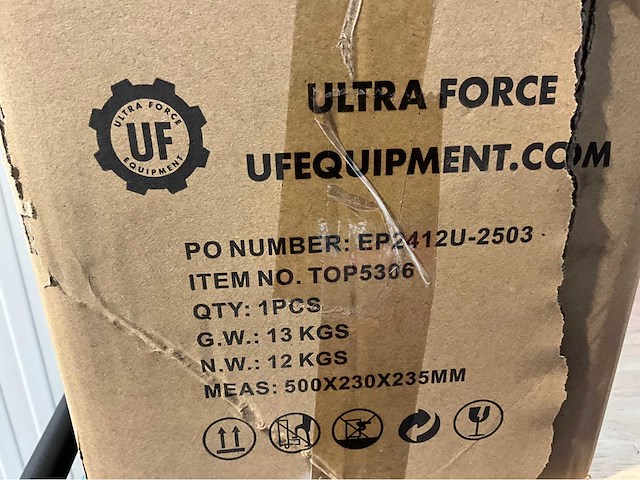 ULTRA FORCE
UF
EQUIPMENT
ULTRA FORCE
UFEQUIPMENT.COM
PO NUMBER: EP2412U-2503
ITEM NO. TOP5306
QTY: 1PCS
G.W.: 13 KGS
N.W.: 12 KGS
MEAS: 500X230X235MM